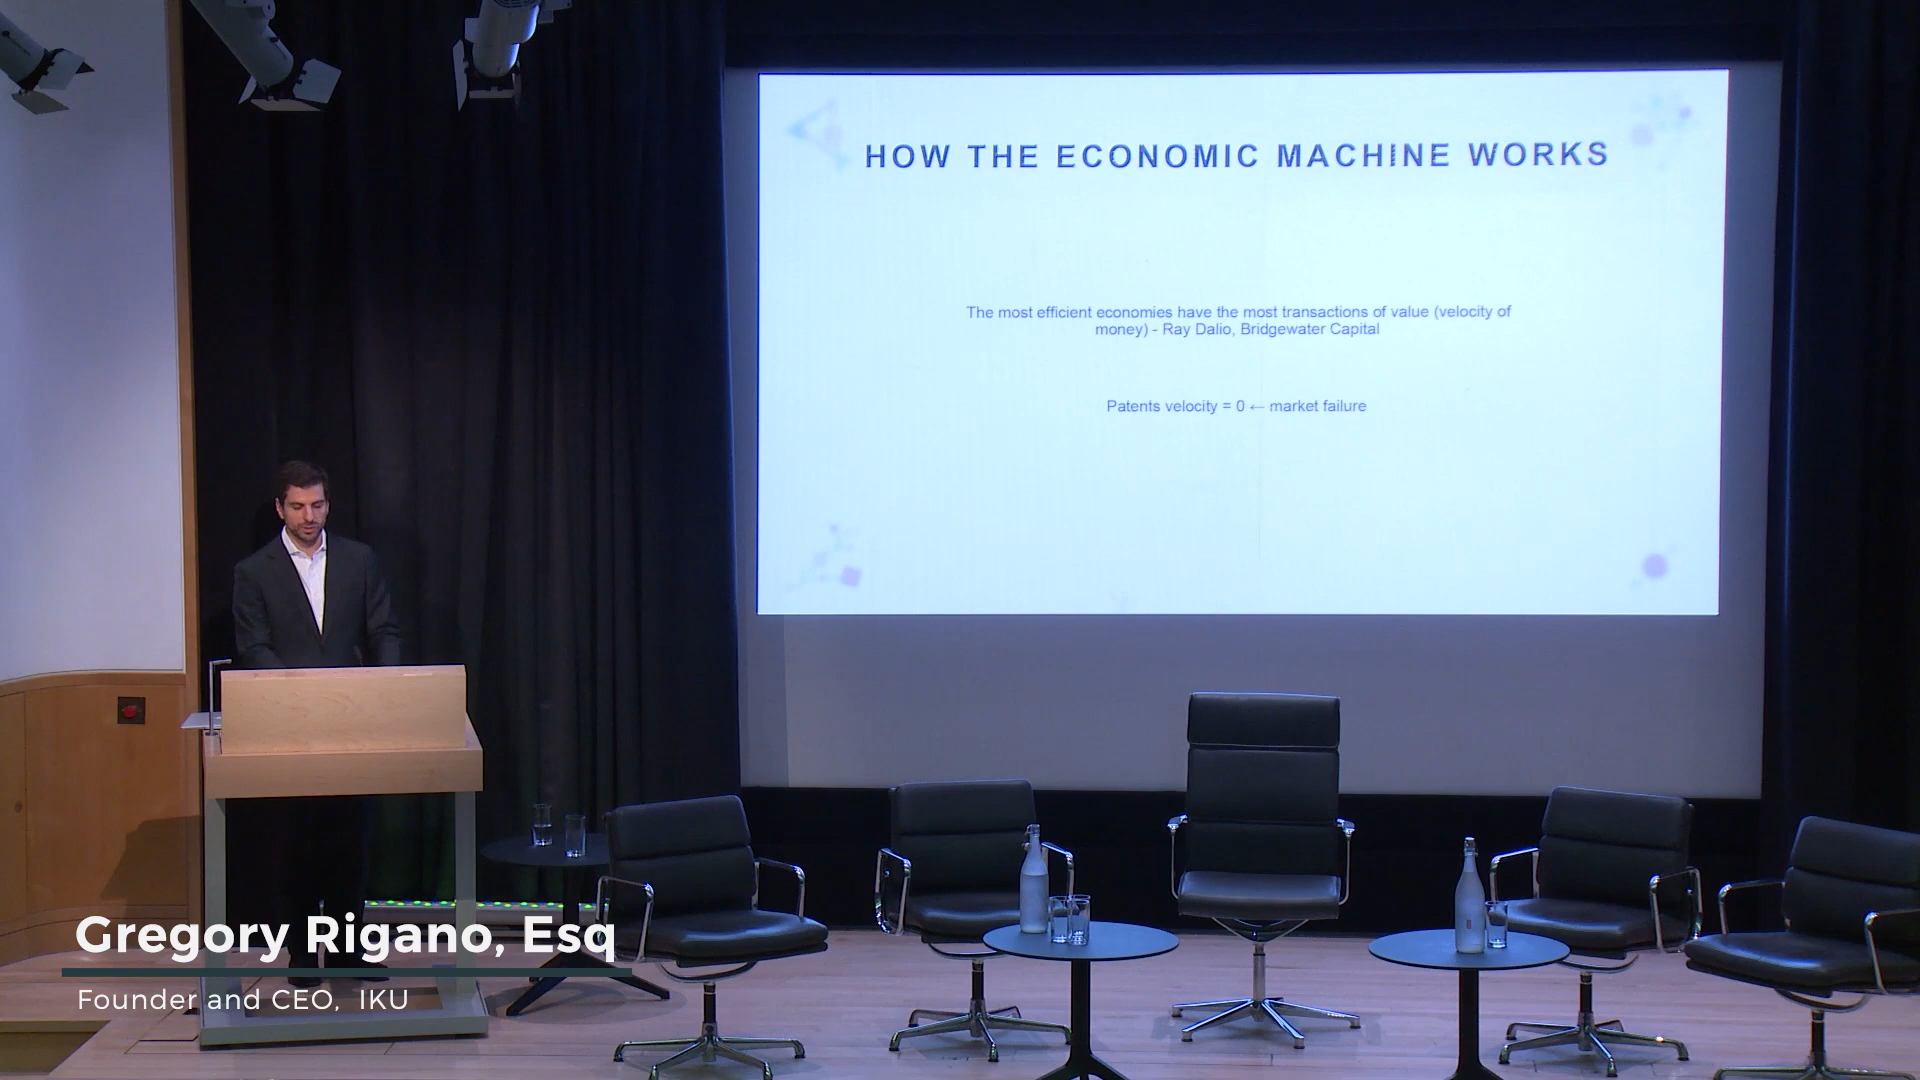 HOW THE ECONOMIC MACHINE WORKS
The most efficient economies have the most transactions of value (velocity of
money) - Ray Dalio, Bridgewater Capital
Patents velocity = 0 ← market failure
Gregory Rigano, Esq
Founder and CEO, IKU